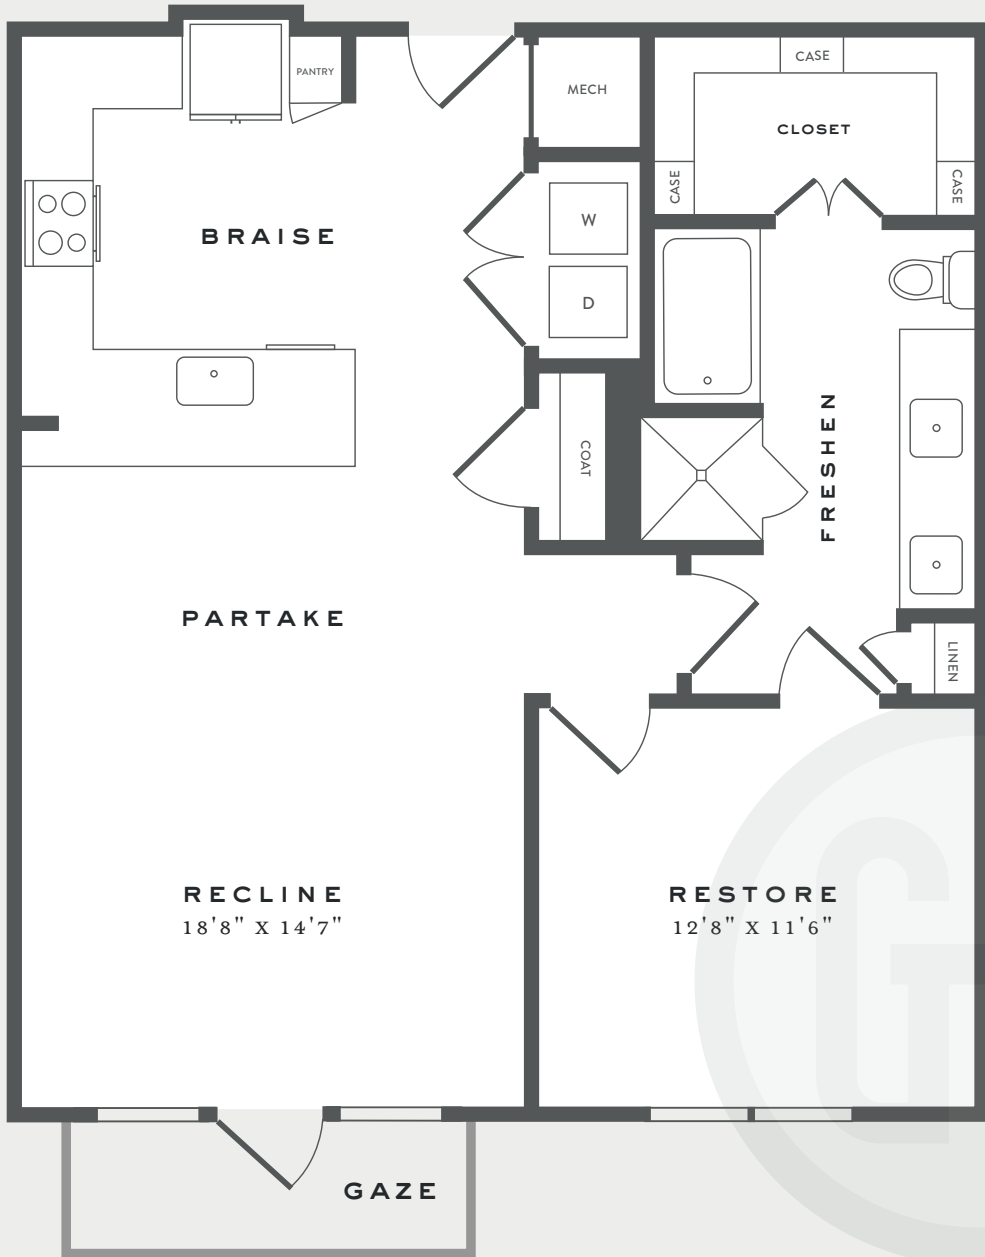 PANTRY
MECH
CASE
CLOSET
CASE
CASE
W
BRAISE
D
COAT
FRESHEN
PARTAKE
LINEN
RECLINE
18'8" X 14'7"
RESTORE
12'8" X 11'6"
G
GAZE